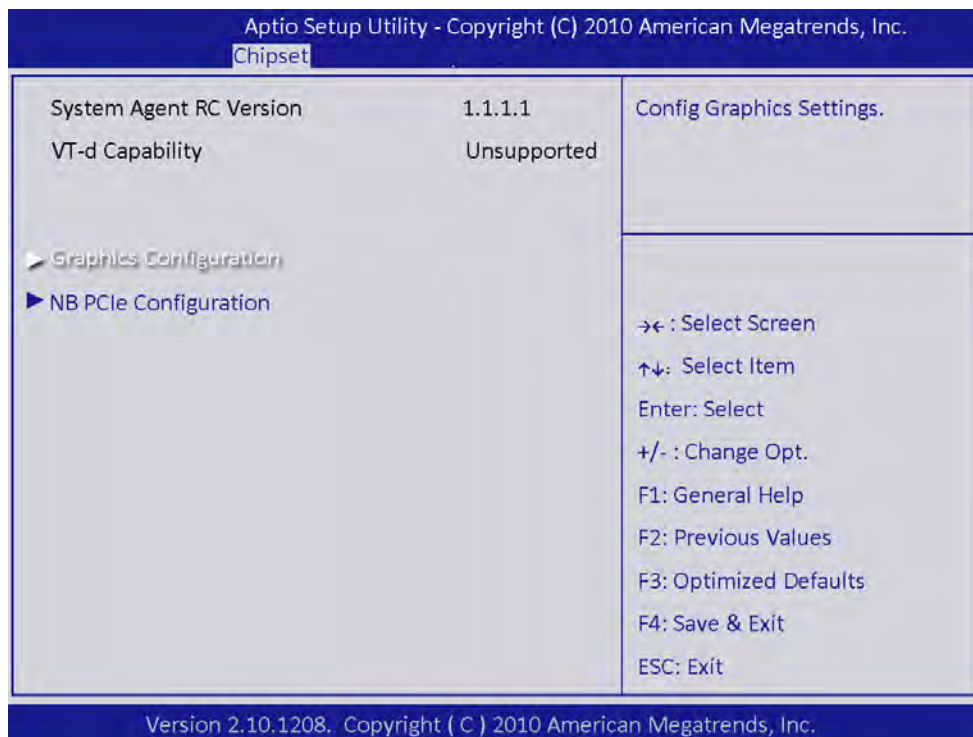 Aptio Setup Utility - Copyright (C) 2010 American Megatrends, Inc.
Chipset
System Agent RC Version 1.1.1.1
VT-d Capability Unsupported
Graphics Configuration
NB PCIe Configuration
Config Graphics Settings.
→← : Select Screen
↑↓: Select Item
Enter: Select
+/- : Change Opt.
F1: General Help
F2: Previous Values
F3: Optimized Defaults
F4: Save & Exit
ESC: Exit
Version 2.10.1208. Copyright ( C ) 2010 American Megatrends, Inc.